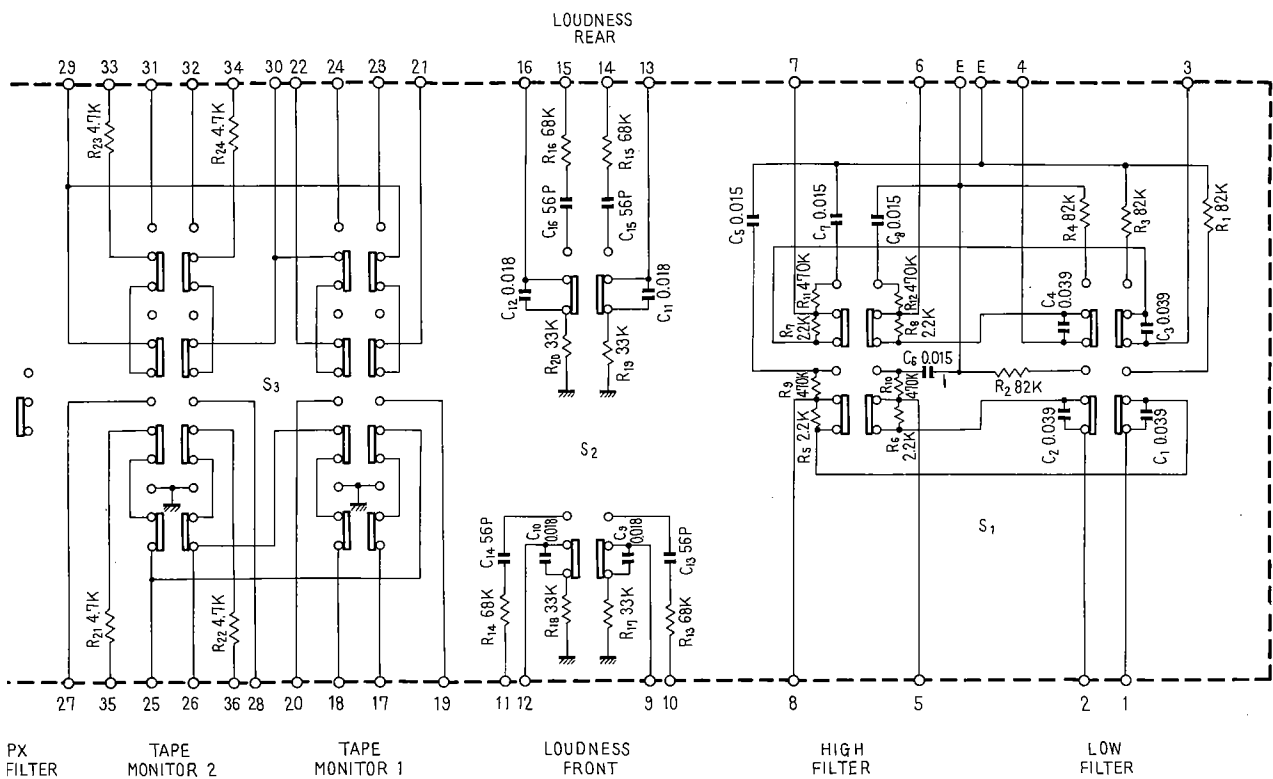 LOUDNESS
REAR
29 33 31 32 34 30 22 24 23 21 16 15 14 13 7 6 E E 4 3
R23 4.7K
R24 4.7K
R16 68K
R15 68K
C16 56P
C15 56P
C5 0.015
C7 0.015
C8 0.015
R4 82K
R3 82K
R1 82K
C12 0.018
C11 0.018
R11 470K
R12 470K
R7 22K
R8 2.2K
C4 0.039
C3 0.039
R20 33K
R19 33K
C6 0.015
R9 470K
R10 470K
R2 82K
S3
R5 2.2K
R6 2.2K
C2 0.039
C1 0.039
S2
S1
C14 56P
C10 0.018
C9 0.018
C13 56P
R21 4.7K
R22 4.7K
R14 68K
R18 33K
R17 33K
R13 68K
27 35 25 26 36 28 20 18 17 19 11 12 9 10 8 5 2 1
PX
FILTER
TAPE
MONITOR 2
TAPE
MONITOR 1
LOUDNESS
FRONT
HIGH
FILTER
LOW
FILTER